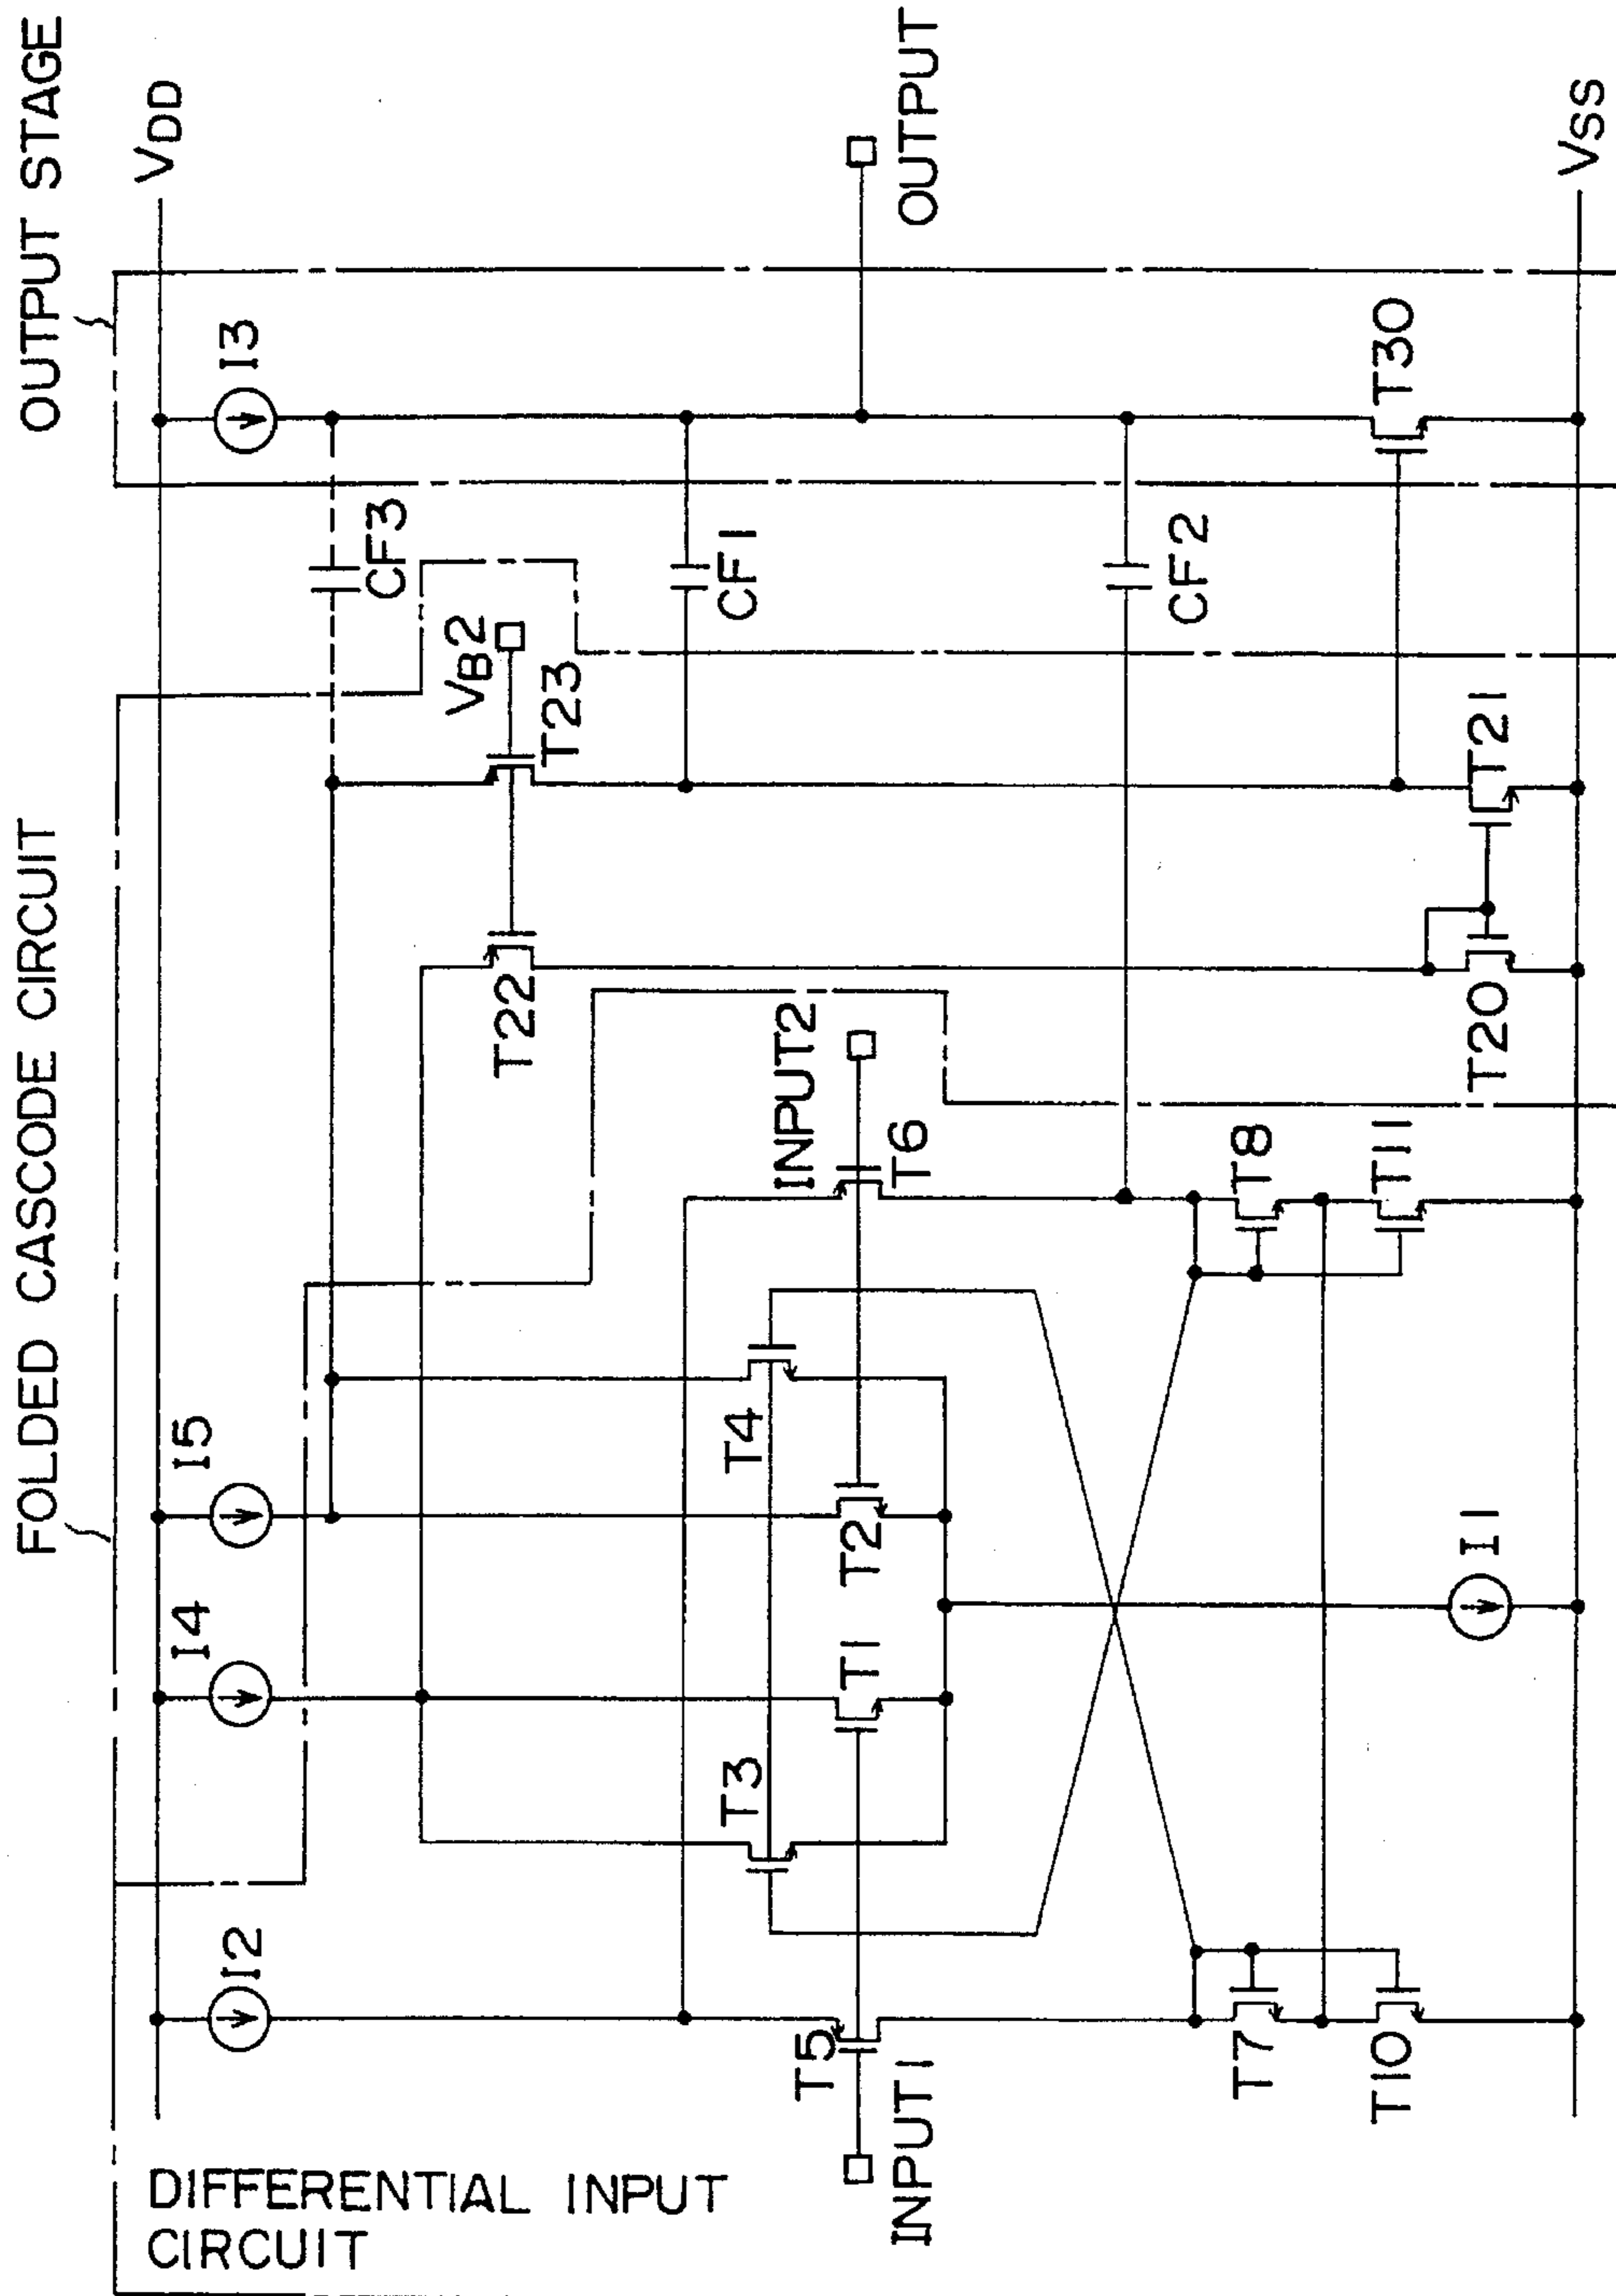 FOLDED CASCODE CIRCUIT
OUTPUT STAGE
DIFFERENTIAL INPUT
CIRCUIT
VDD
I2
I4
I5
I3
CF3
VB2
T22
T23
CF1
T3
T4
INPUT2
T5
T1
T2
T6
INPUT1
OUTPUT
CF2
T7
T8
T10
T11
I1
T20
T21
T30
VSS